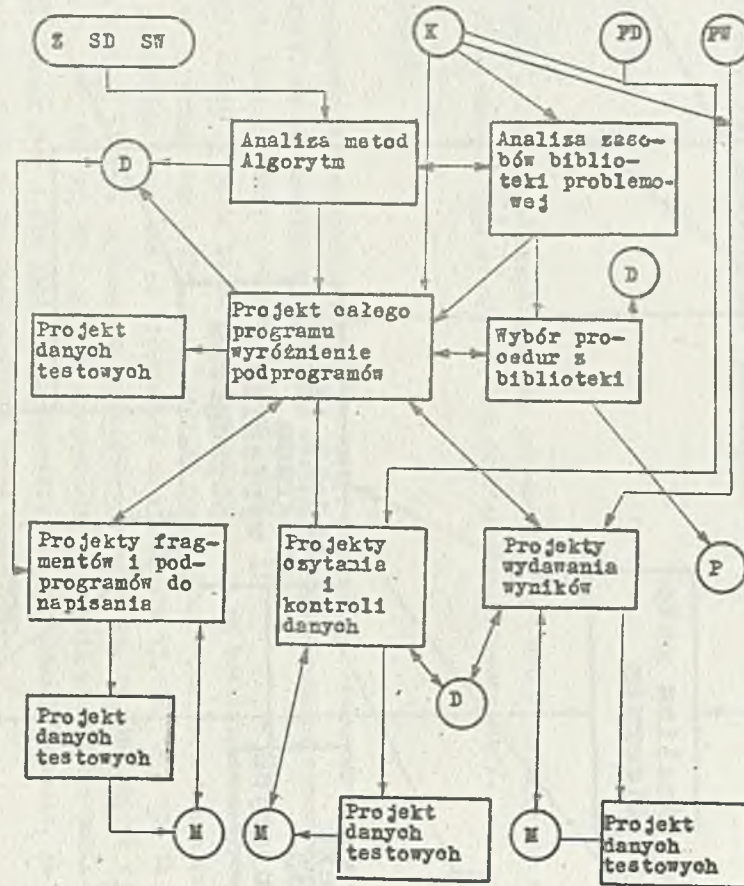 Z SD SW
K
PD
PW
Analiza metod
Algorytm
Analiza zaso-
bów biblio-
teki problemo-
wej
D
D
Projekt
danych
testowych
Projekt całego
programu
wyróżnienie
podprogramów
Wybór pro-
cedur z
biblioteki
Projekty frag-
mentów i pod-
programów do
napisania
Projekty
czytania
i
kontroli
danych
Projekty
wydawania
wyników
P
D
Projekt
danych
testowych
M
M
Projekt
danych
testowych
M
Projekt
danych
testowych